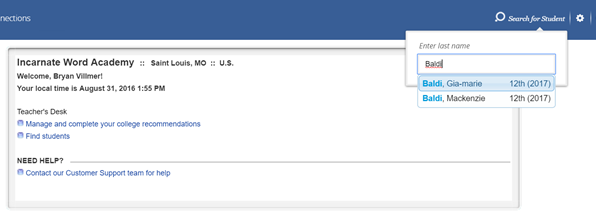 nections
Search for Student
Enter last name
Baldi
Baldi, Gia-marie 12th (2017)
Baldi, Mackenzie 12th (2017)
Incarnate Word Academy :: Saint Louis, MO :: U.S.
Welcome, Bryan Villmer!
Your local time is August 31, 2016 1:55 PM
Teacher's Desk
Manage and complete your college recommendations
Find students
NEED HELP?
Contact our Customer Support team for help